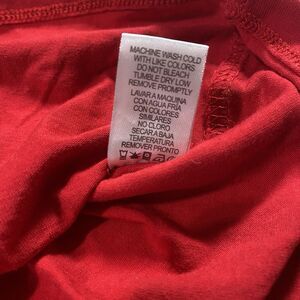 MACHINE WASH COLD
WITH LIKE COLORS
DO NOT BLEACH
TUMBLE DRY LOW
REMOVE PROMPTLY
LAVAR A MAQUINA
CON AGUA FRÍA
CON COLORES
SIMILARES
NO CLORO
SECAR A BAJA
TEMPERATURA
REMOVER PRONTO